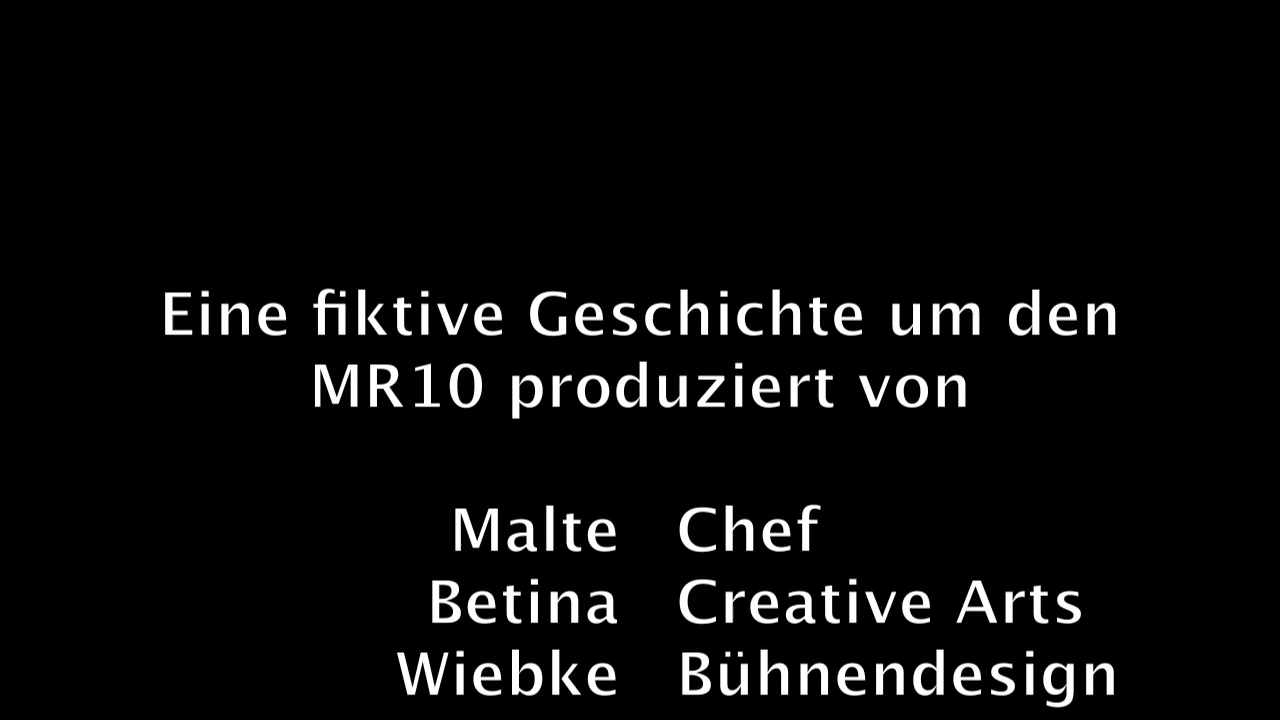 Eine fiktive Geschichte um den
MR10 produziert von
Malte Chef
Betina Creative Arts
Wiebke Bühnendesign